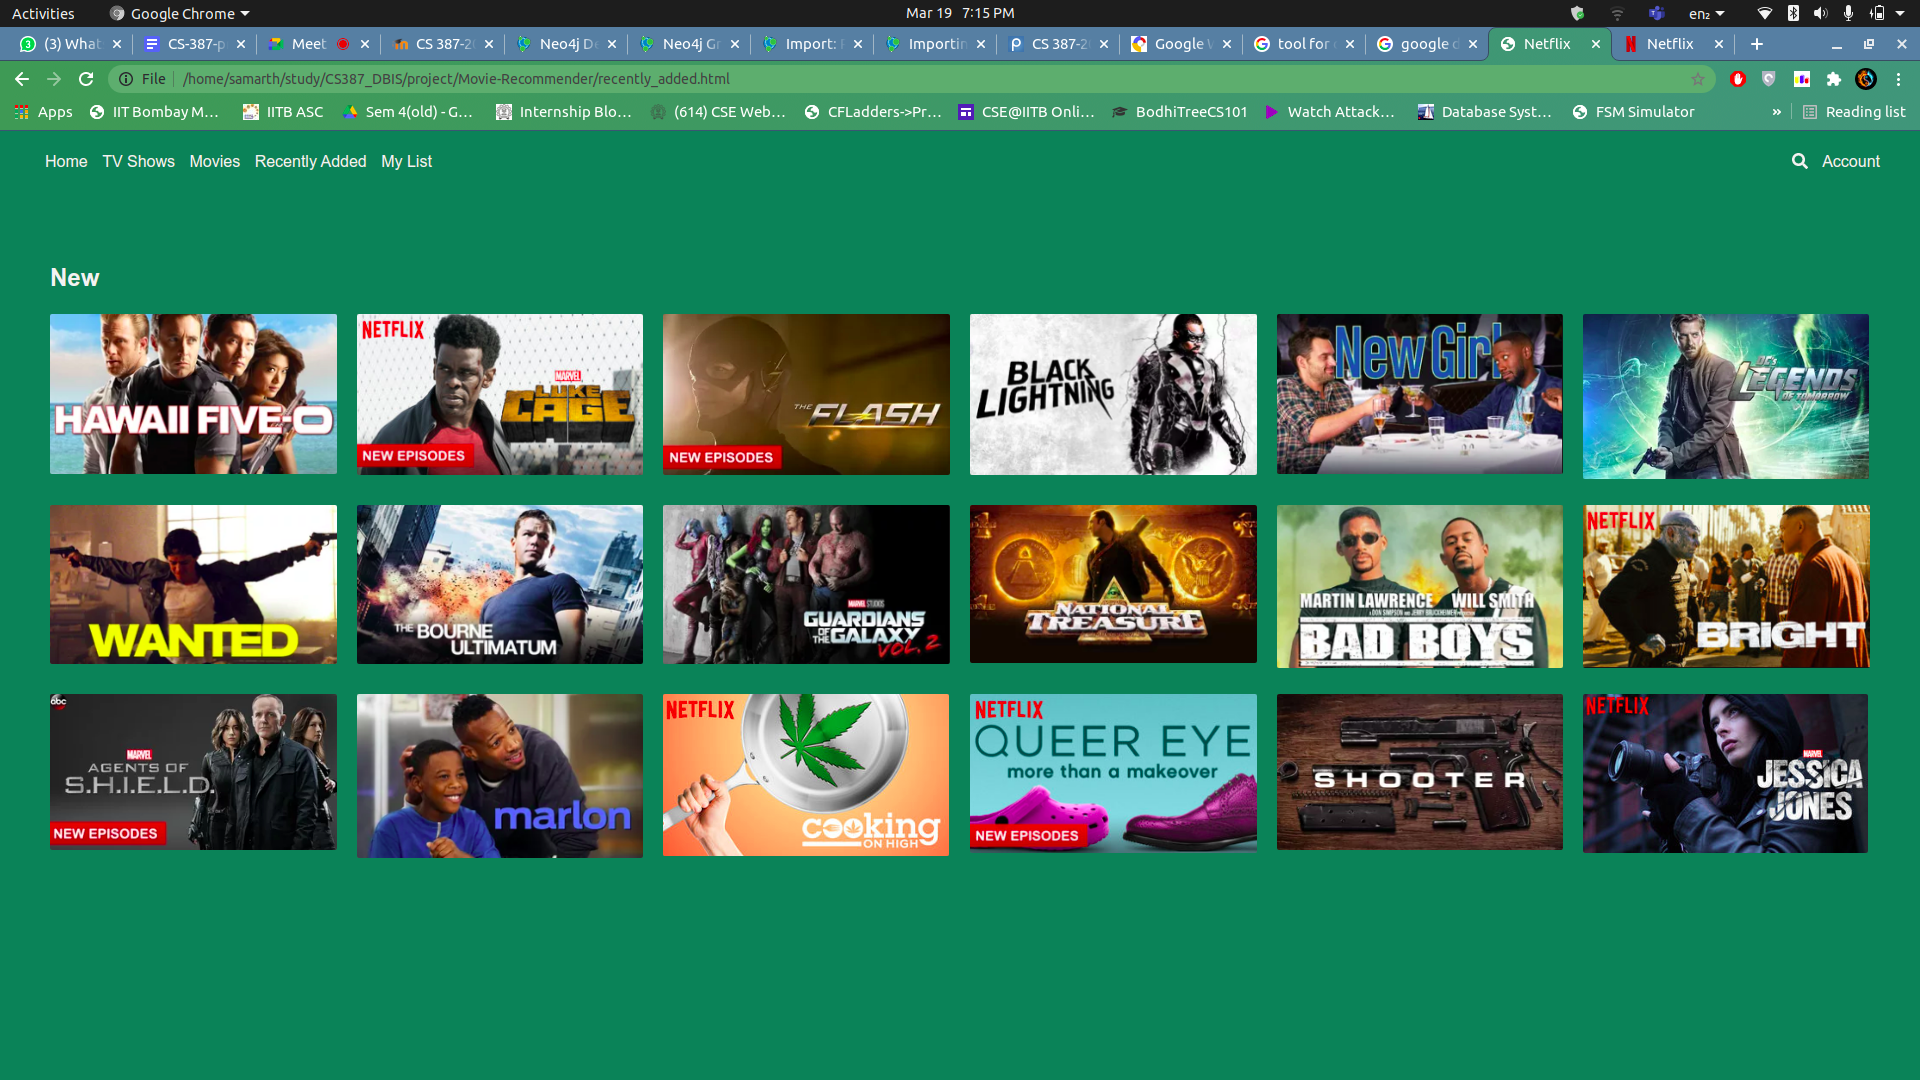 Activities Google Chrome Mar 19 7:15 PM en₂
(3) What CS-387-p Meet CS 387-2 Neo4j De Neo4j Gr Import: Importin CS 387-2 Google tool for google d Netflix Netflix
File /home/samarth/study/CS387_DBIS/project/Movie-Recommender/recently_added.html
Apps IIT Bombay M... IITB ASC Sem 4(old) - G... Internship Blo... (614) CSE Web... CFLadders->Pr... CSE@IITB Onli... BodhiTreeCS101 Watch Attack... Database Syst... FSM Simulator » Reading list
Home TV Shows Movies Recently Added My List Account
New
HAWAII FIVE-O
NETFLIX
MARVEL
LUKE
CAGE
NEW EPISODES
THE FLASH
NEW EPISODES
BLACK
LIGHTNING
New Girl
DC's
LEGENDS
OF TOMORROW
WANTED
THE BOURNE
ULTIMATUM
MARVEL STUDIOS
GUARDIANS
OF THE GALAXY
VOL. 2
NATIONAL
TREASURE
MARTIN LAWRENCE WILL SMITH
A DON SIMPSON AND JERRY BRUCKHEIMER
BAD BOYS
NETFLIX
BRIGHT
abc
MARVEL
AGENTS OF
S.H.I.E.L.D.
NEW EPISODES
marlon
NETFLIX
cooking
ON HIGH
NETFLIX
QUEER EYE
more than a makeover
NEW EPISODES
SHOOTER
NETFLIX
MARVEL
JESSICA
JONES